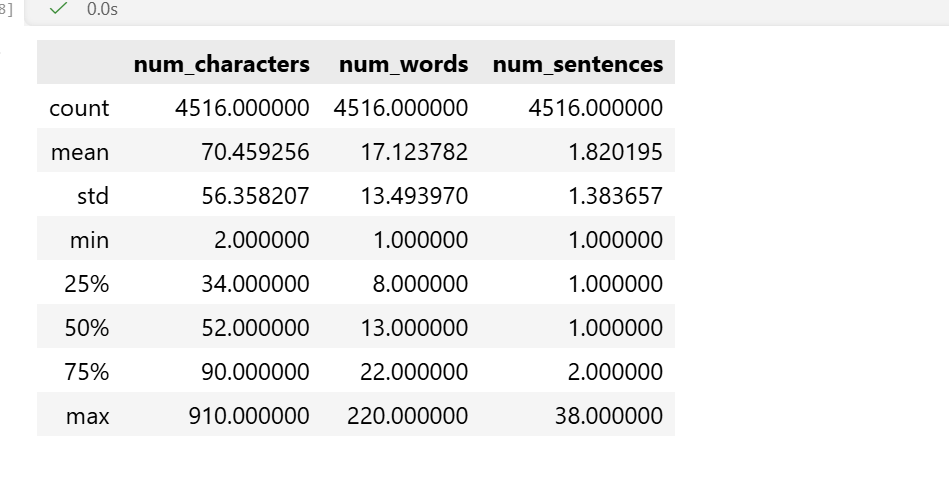 8] ✓ 0.0s
num_characters num_words num_sentences
count 4516.000000 4516.000000 4516.000000
mean 70.459256 17.123782 1.820195
std 56.358207 13.493970 1.383657
min 2.000000 1.000000 1.000000
25% 34.000000 8.000000 1.000000
50% 52.000000 13.000000 1.000000
75% 90.000000 22.000000 2.000000
max 910.000000 220.000000 38.000000